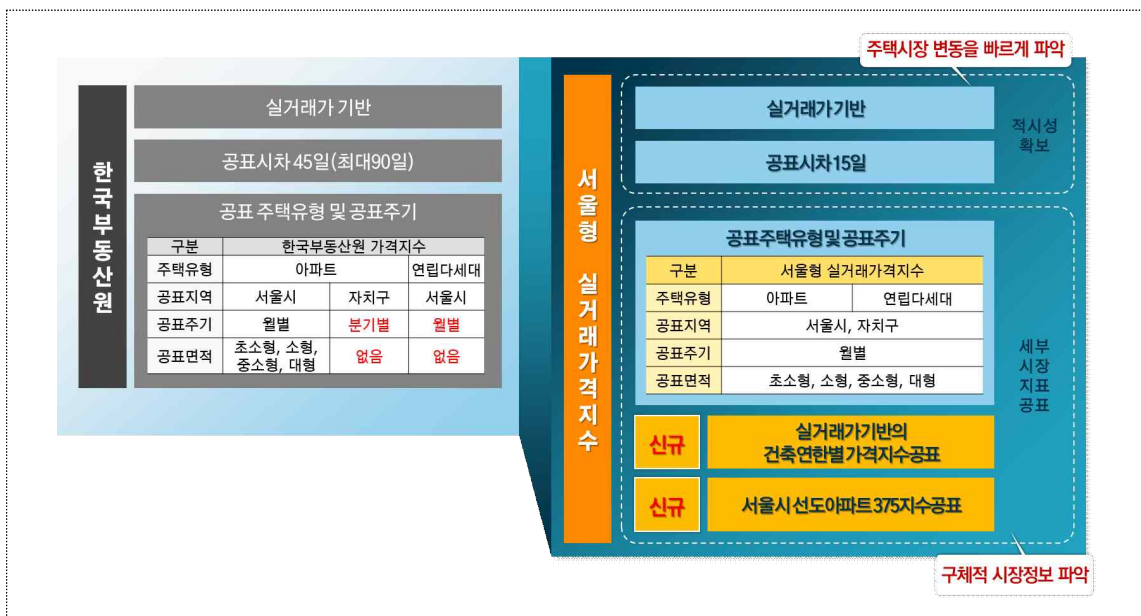 주택시장 변동을 빠르게 파악
한국부동산원
실거래가 기반
공표시차 45일(최대90일)
공표 주택유형 및 공표주기
구분 한국부동산원 가격지수
주택유형 아파트 연립다세대
공표지역 서울시 자치구 서울시
공표주기 월별 분기별 월별
공표면적 초소형, 소형, 중소형, 대형 없음 없음
서울형 실거래가격지수
실거래가 기반
공표시차 15일
적시성
확보
공표주택유형 및 공표주기
구분 서울형 실거래가격지수
주택유형 아파트 연립다세대
공표지역 서울시, 자치구
공표주기 월별
공표면적 초소형, 소형, 중소형, 대형
세부
시장
지표
공표
신규
실거래가기반의
건축연한별 가격지수공표
신규
서울시 선도아파트 375지수공표
구체적 시장정보 파악